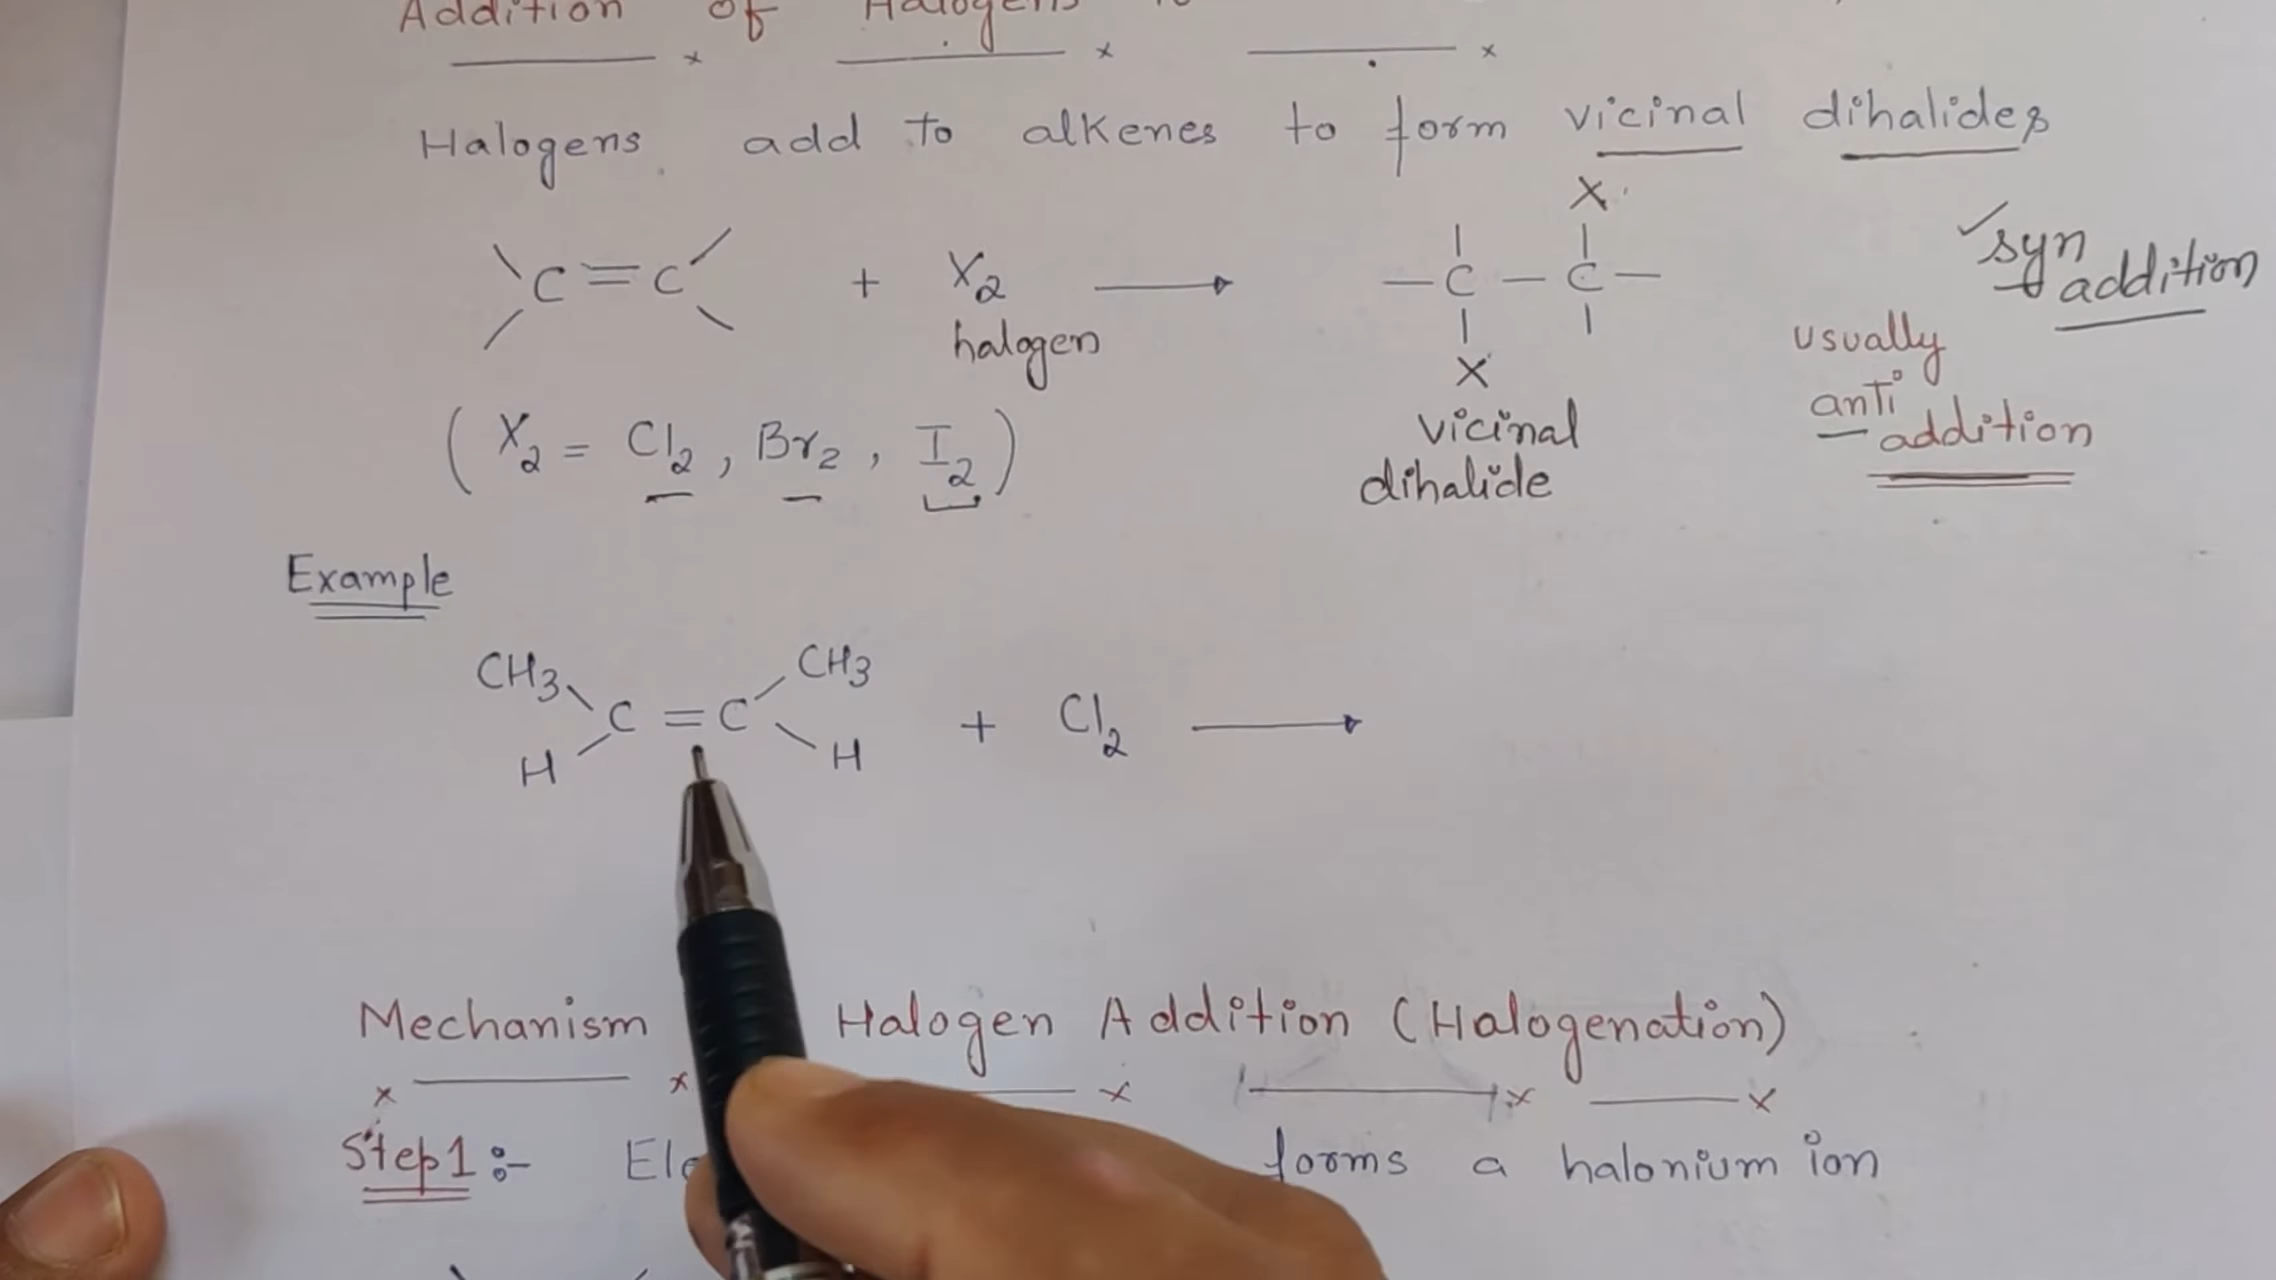 Addition of Halogens
Halogens add to alkenes to form vicinal dihalides
X
C = C + X2 → — C — C —
halogen
X
vicinal
dihalide
syn
addition
usually
anti
addition
( X2 = Cl2, Br2, I2 )
Example
CH3 CH3
C = C + Cl2 →
H H
Mechanism Halogen Addition (Halogenation)
Step 1 :- forms a halonium ion